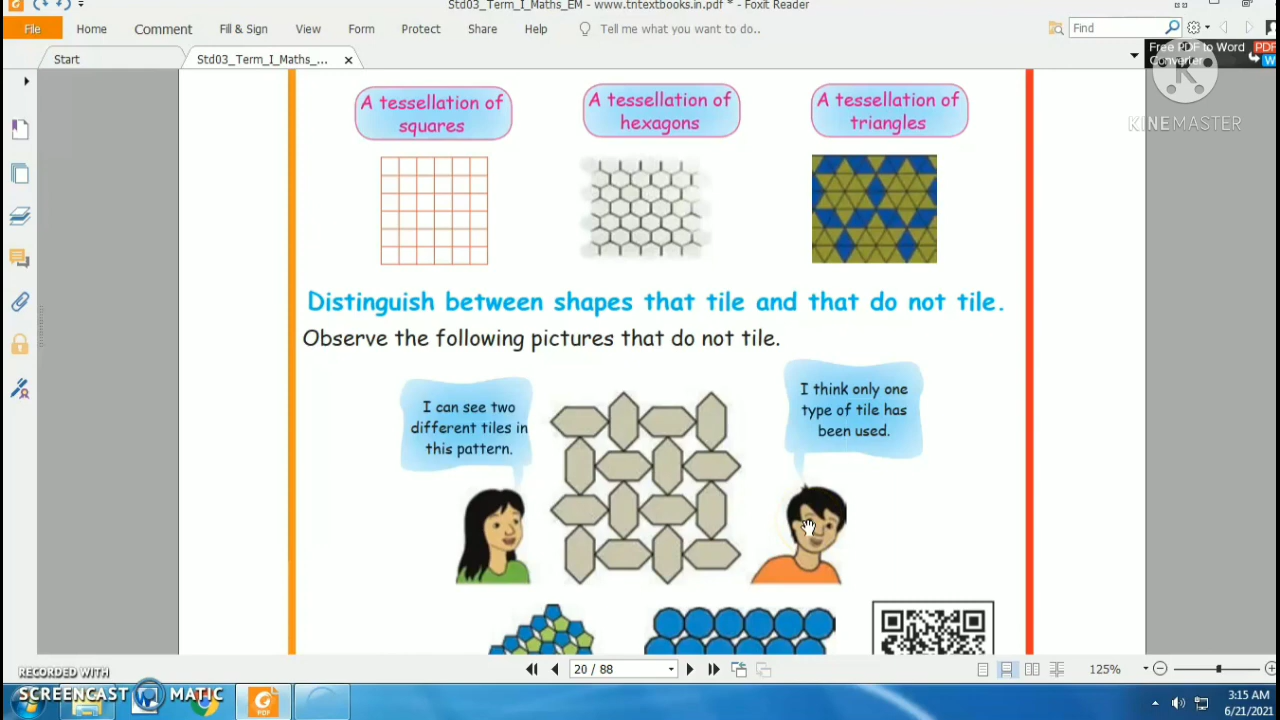 Std03_Term_I_Maths_EM - www.tntextbooks.in.pdf * - Foxit Reader
File Home Comment Fill & Sign View Form Protect Share Help Tell me what you want to do.. Find
Start Std03_Term_I_Maths_...
Free PDF to Word
Converter
PDF
W
K
KINEMASTER
A tessellation of
squares
A tessellation of
hexagons
A tessellation of
triangles
Distinguish between shapes that tile and that do not tile.
Observe the following pictures that do not tile.
I can see two
different tiles in
this pattern.
I think only one
type of tile has
been used.
20 / 88
125%
RECORDED WITH
SCREENCAST MATIC
PDF
3:15 AM
6/21/2021